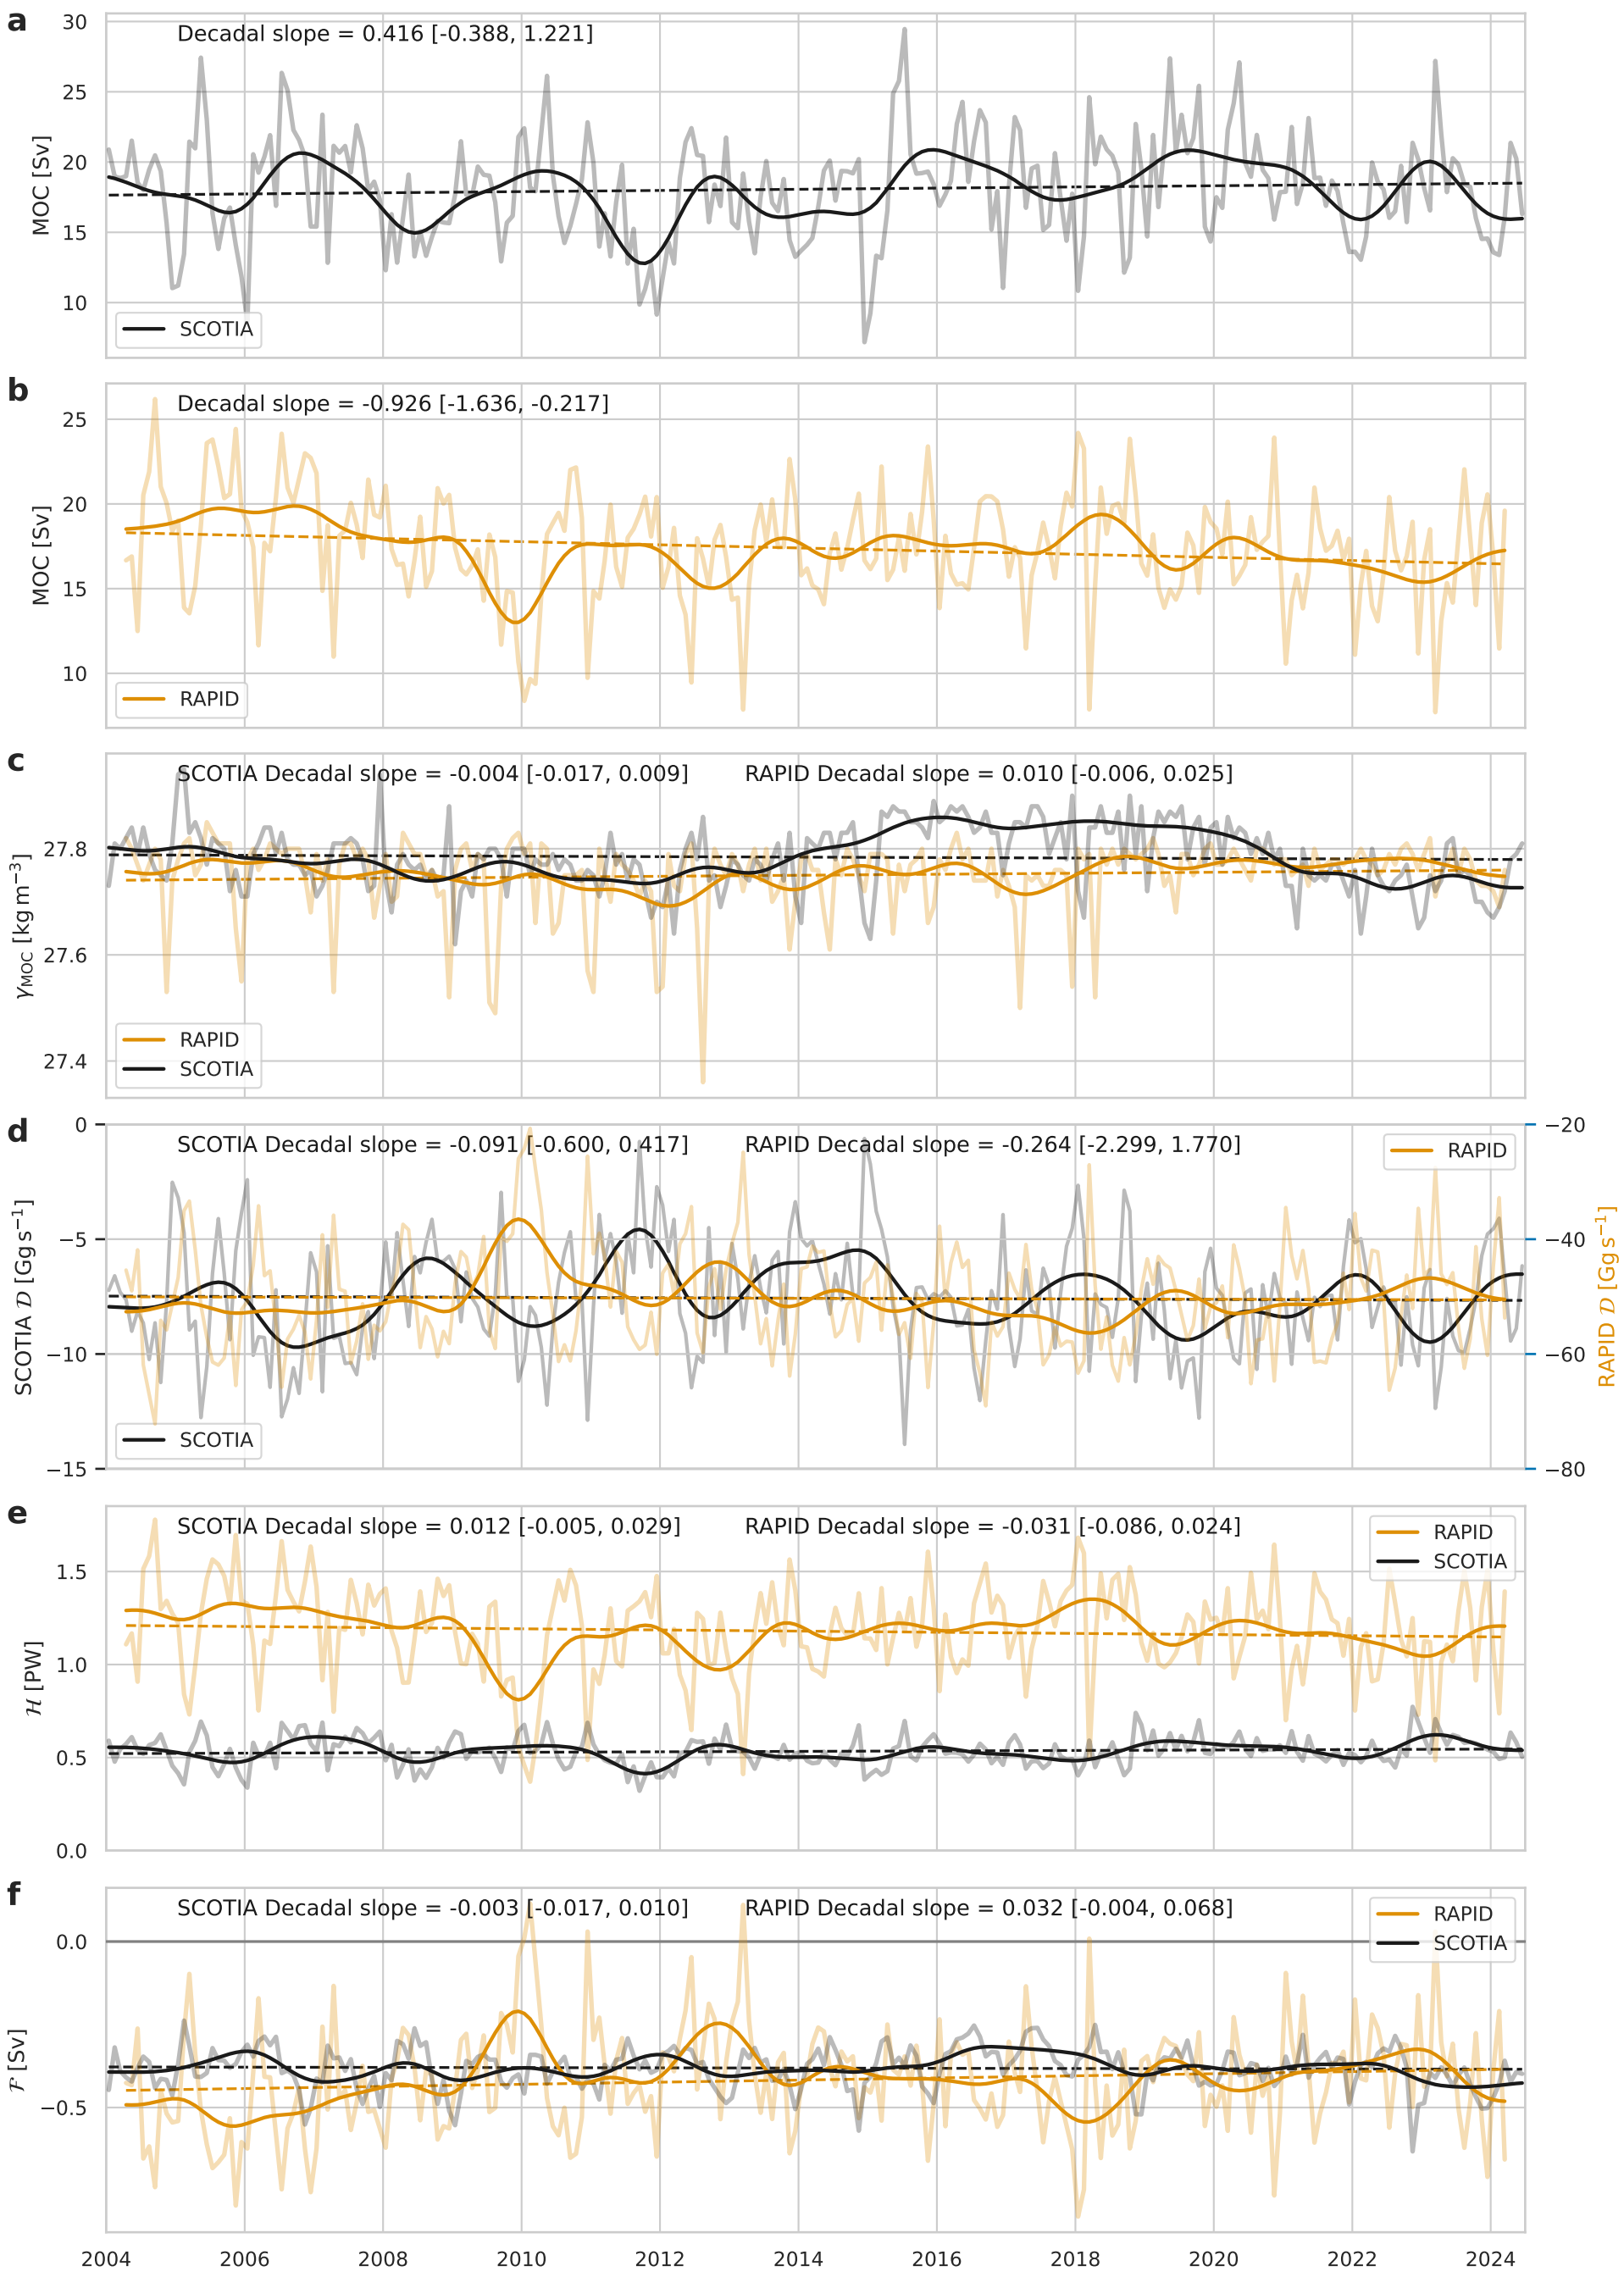 a
Decadal slope = 0.416 [-0.388, 1.221]
30
25
20
15
10
MOC [Sv]
SCOTIA
b
Decadal slope = -0.926 [-1.636, -0.217]
25
20
15
10
MOC [Sv]
RAPID
c
SCOTIA Decadal slope = -0.004 [-0.017, 0.009] RAPID Decadal slope = 0.010 [-0.006, 0.025]
27.8
27.6
27.4
γMOC [kg m−3]
RAPID
SCOTIA
d
SCOTIA Decadal slope = -0.091 [-0.600, 0.417] RAPID Decadal slope = -0.264 [-2.299, 1.770]
RAPID
0
−5
−10
−15
SCOTIA 𝒟 [Gg s−1]
−20
−40
−60
−80
RAPID 𝒟 [Gg s−1]
SCOTIA
e
SCOTIA Decadal slope = 0.012 [-0.005, 0.029] RAPID Decadal slope = -0.031 [-0.086, 0.024]
RAPID
SCOTIA
1.5
1.0
0.5
0.0
ℋ [PW]
f
SCOTIA Decadal slope = -0.003 [-0.017, 0.010] RAPID Decadal slope = 0.032 [-0.004, 0.068]
RAPID
SCOTIA
0.0
−0.5
ℱ [Sv]
2004 2006 2008 2010 2012 2014 2016 2018 2020 2022 2024